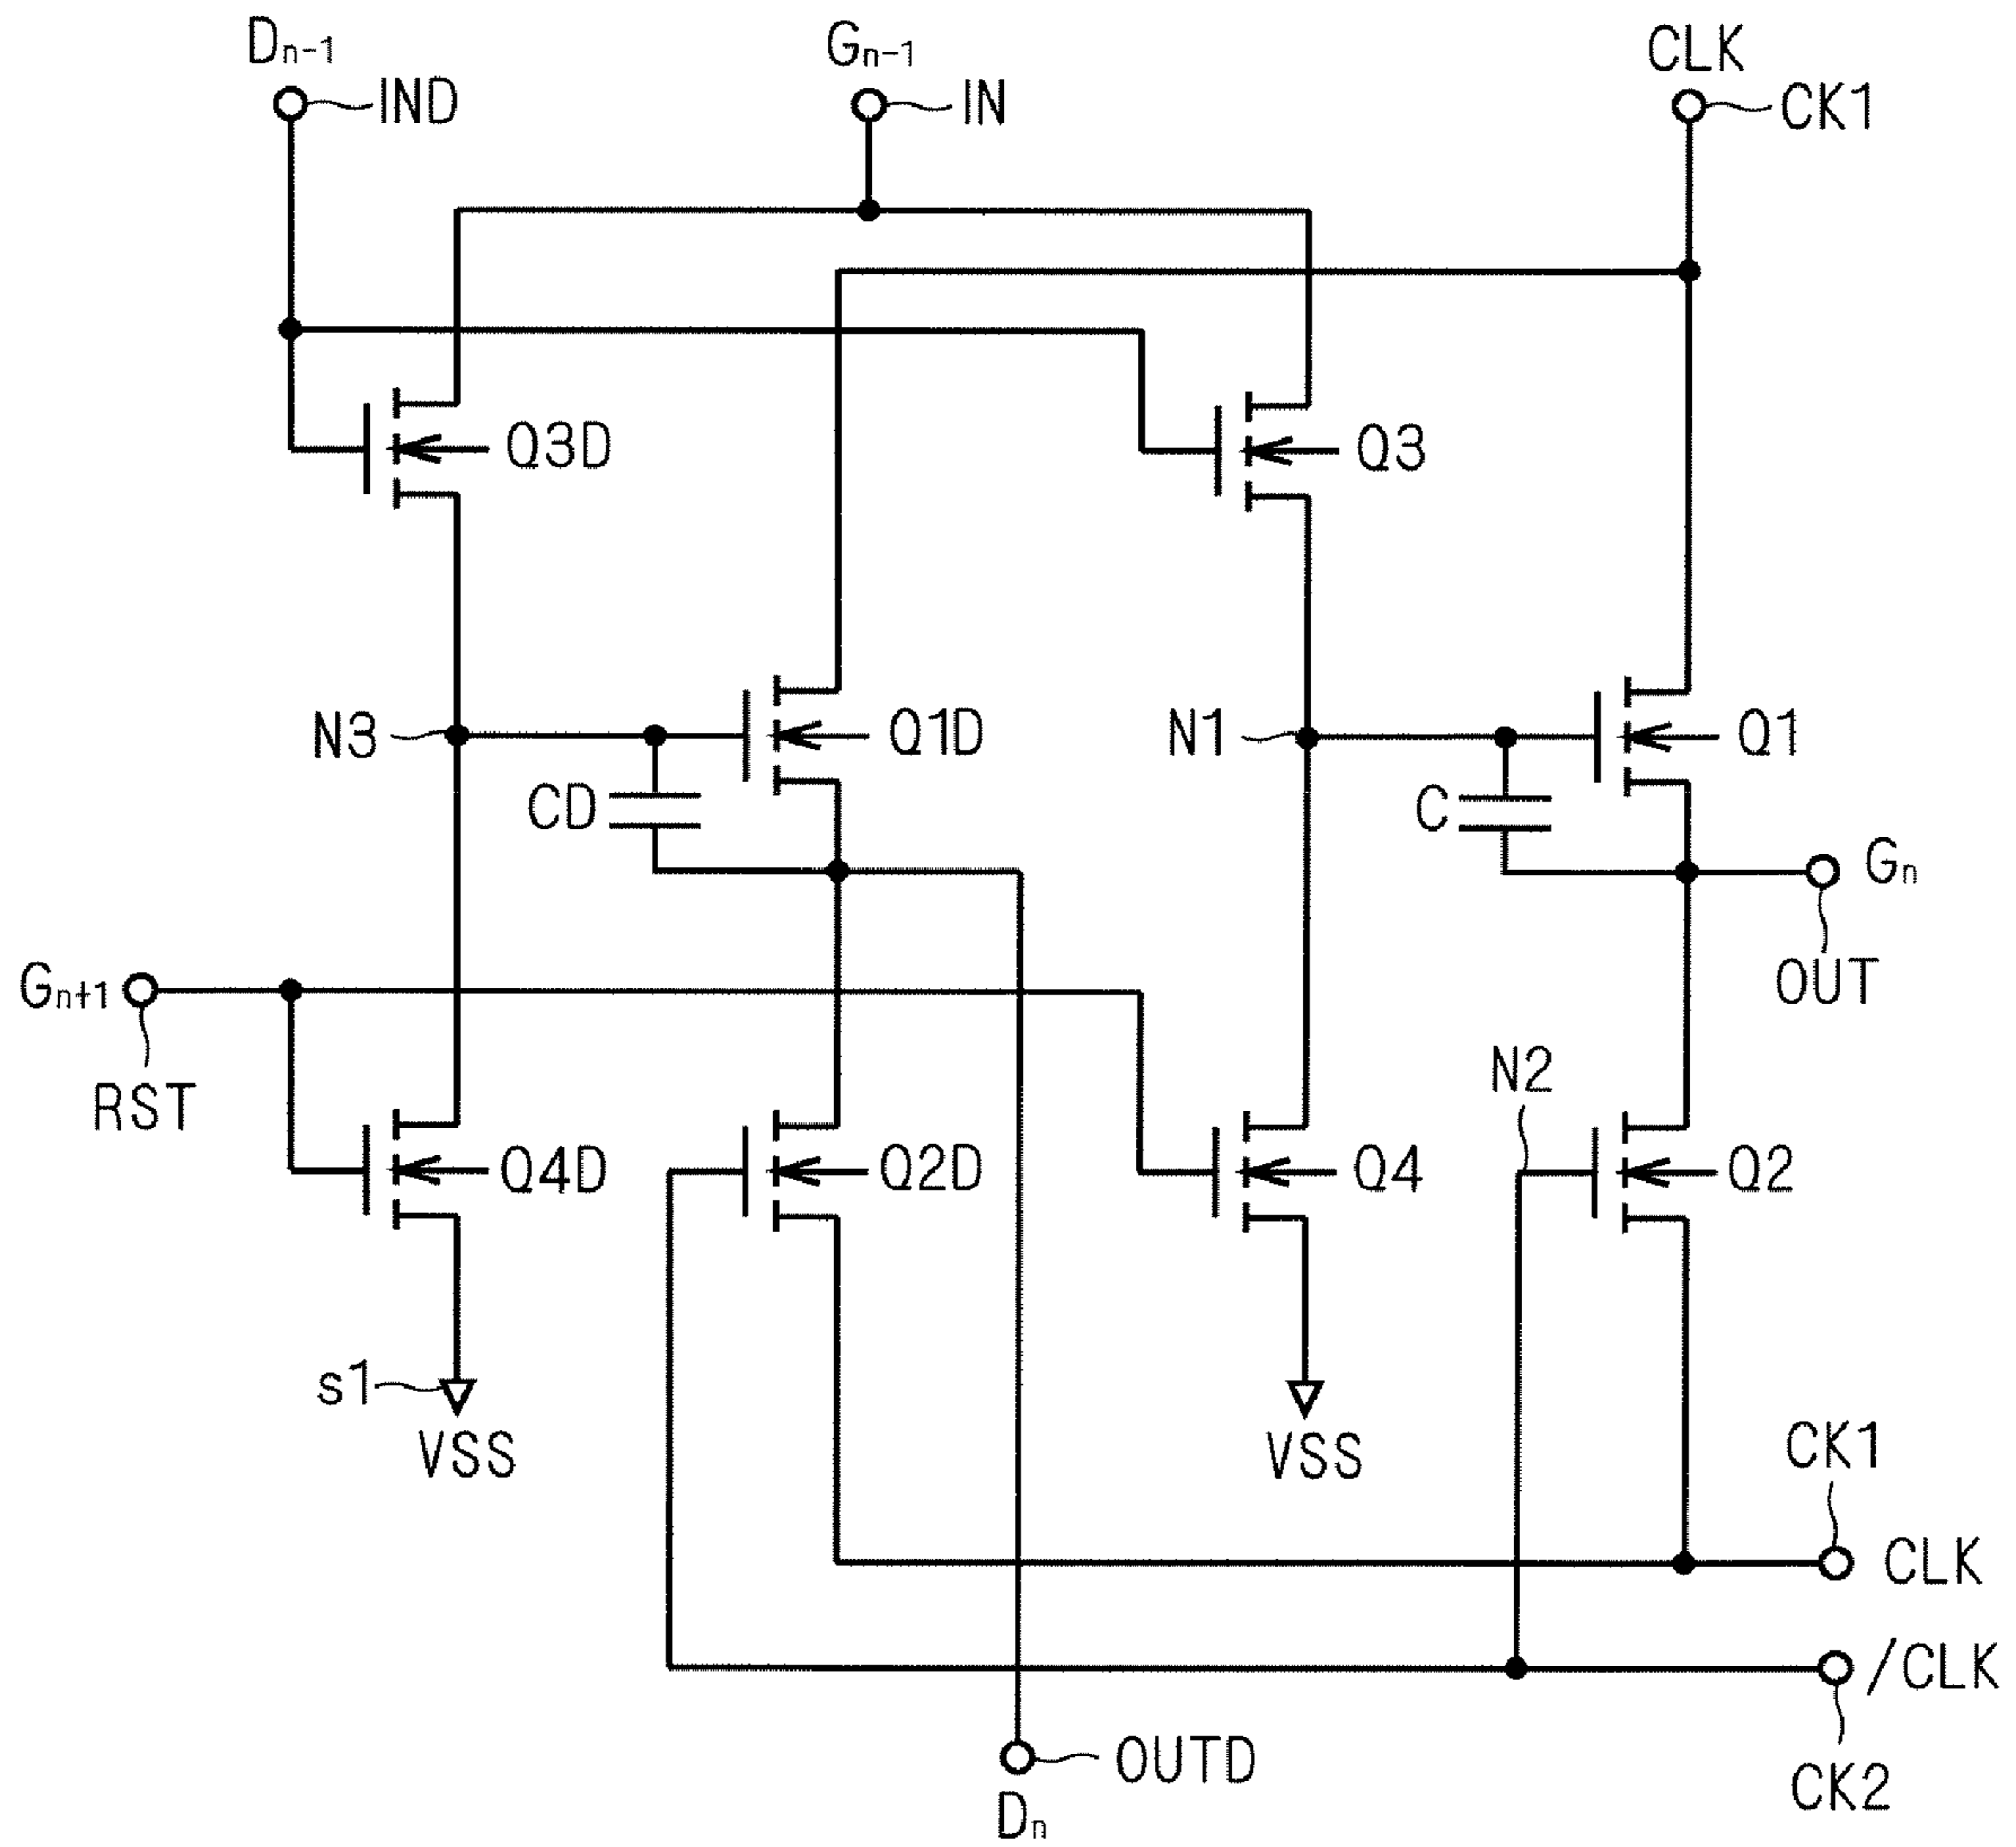 Dn-1
Gn-1
CLK
IND
IN
CK1
Q3D
Q3
N3
Q1D
N1
Q1
CD
C
Gn
Gn+1
OUT
RST
N2
Q4D
Q2D
Q4
Q2
s1
VSS
VSS
CK1
CLK
/CLK
OUTD
CK2
Dn